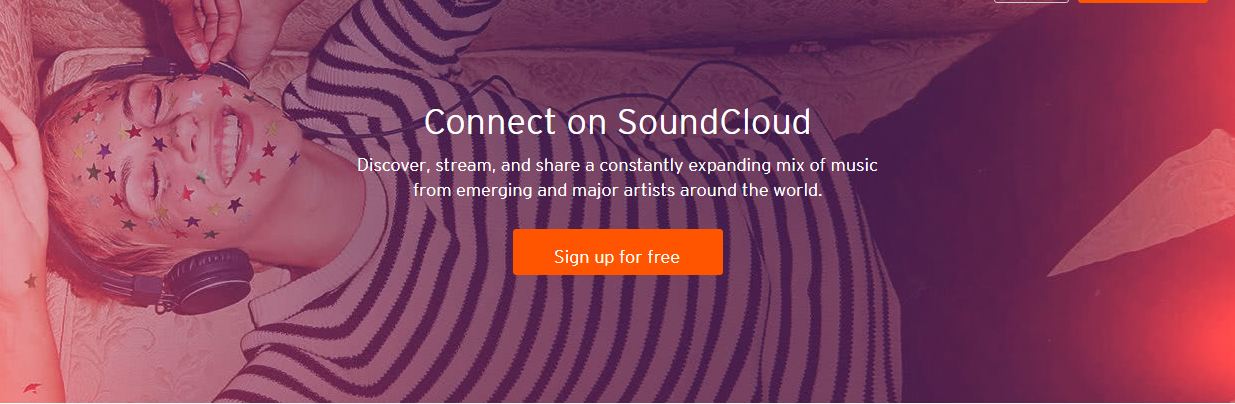 Connect on SoundCloud
Discover, stream, and share a constantly expanding mix of music
from emerging and major artists around the world.
Sign up for free